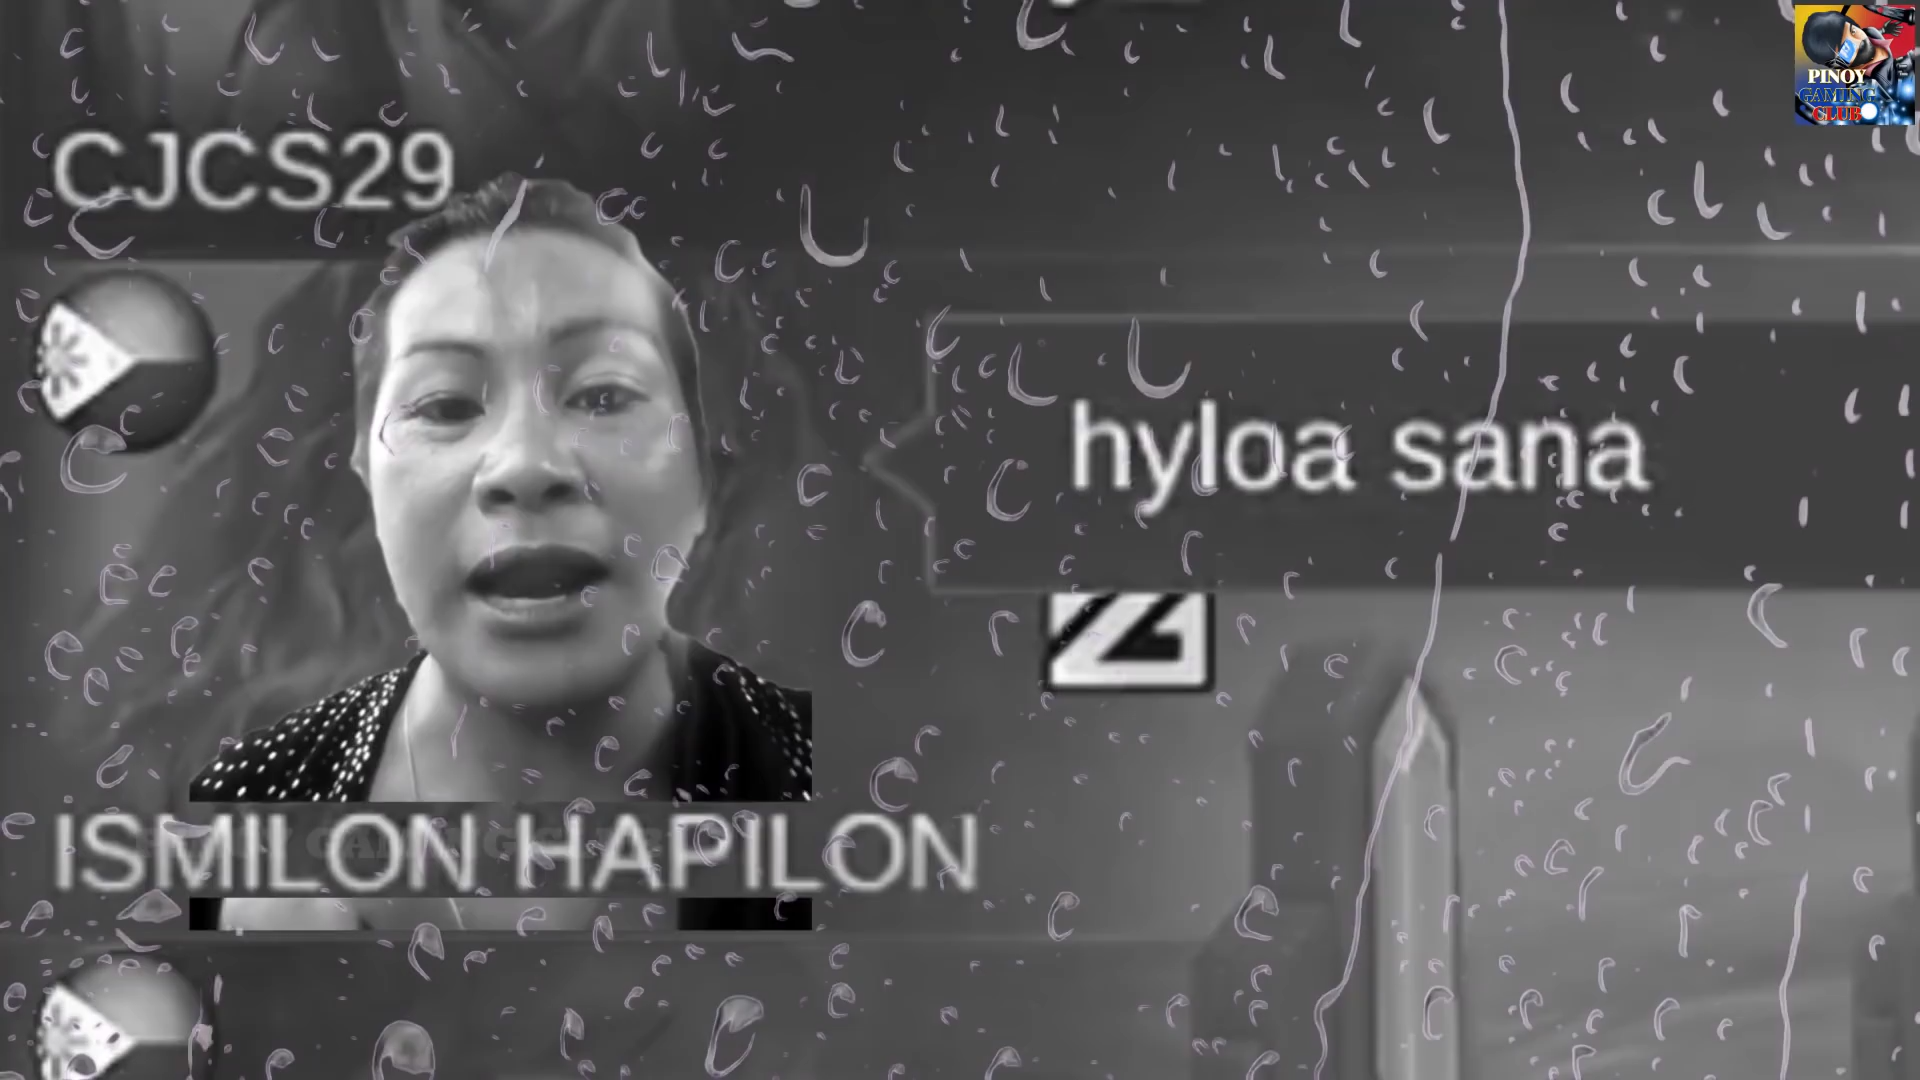 PINOY
GAMING
CLUB
CJCS29
hyloa sana
ISMILON HAPILON